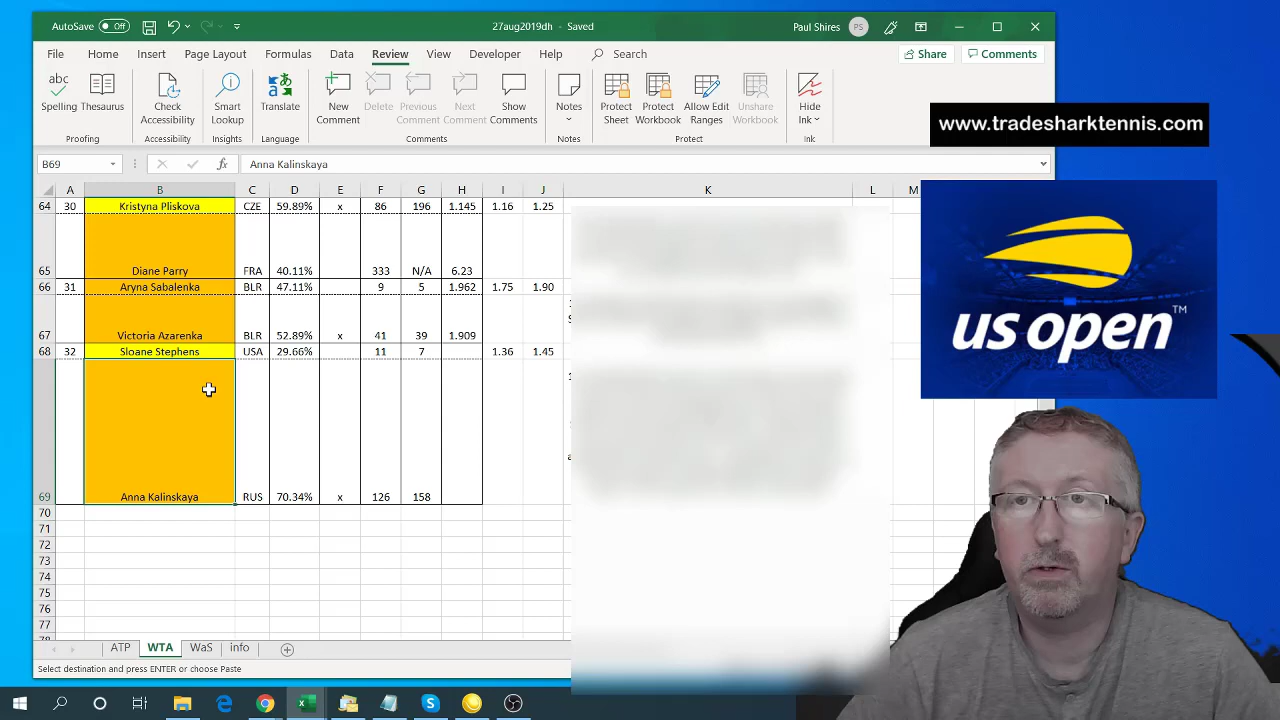 AutoSave Off 27aug2019dh - Saved Paul Shires PS
File Home Insert Page Layout Formulas Data Review View Developer Help Search Share Comments
abc
Spelling Thesaurus Check Accessibility Smart Lookup Translate New Comment Delete Previous Comment Next Comment Show Comments Notes Protect Sheet Protect Workbook Allow Edit Ranges Unshare Workbook Hide Ink
Proofing Accessibility Insights Language Comments Notes Protect Ink
www.tradesharktennis.com
B69 fx Anna Kalinskaya
A B C D E F G H I J K L M
64 30 Kristyna Pliskova CZE 59.89% x 86 196 1.145 1.16 1.25
65 Diane Parry FRA 40.11% 333 N/A 6.23
66 31 Aryna Sabalenka BLR 47.11% 9 5 1.962 1.75 1.90
67 Victoria Azarenka BLR 52.89% x 41 39 1.909
68 32 Sloane Stephens USA 29.66% 11 7 1.36 1.45
69 Anna Kalinskaya RUS 70.34% x 126 158
70
71
72
73
74
75
76
77
78
us open™
ATP WTA WaS info
Select destination and press ENTER or choose Paste